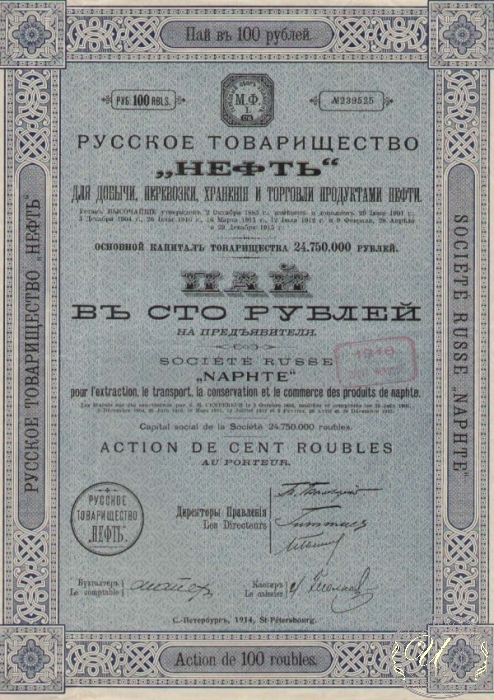 Пай въ 100 рублей.
РУБ. 100 RBLS.
М.Ф.
№239525
РУССКОЕ ТОВАРИЩЕСТВО
„НЕФТЬ“
ДЛЯ ДОБЫЧИ, ПЕРЕВОЗКИ, ХРАНЕНІЯ И ТОРГОВЛИ ПРОДУКТАМИ НЕФТИ.
ОСНОВНОЙ КАПИТАЛЪ ТОВАРИЩЕСТВА 24.750.000 РУБЛЕЙ.
ПАЙ
ВЪ СТО РУБЛЕЙ
НА ПРЕДЪЯВИТЕЛЯ.
SOCIÉTÉ RUSSE
„NAPHTE“
pour l'extraction, le transport, la conservation et le commerce des produits de naphte.
Capital social de la Société 24.750.000 roubles.
ACTION DE CENT ROUBLES
AU PORTEUR.
РУССКОЕ
ТОВАРИЩЕСТВО
„НЕФТЬ“
Директоры Правленія
Les Directeurs
Бухгалтеръ
Le comptable
Кассиръ
Le caissier
С.-Петербургъ, 1914, St-Pétersbourg.
Action de 100 roubles.
РУССКОЕ ТОВАРИЩЕСТВО „НЕФТЬ“
SOCIÉTÉ RUSSE „NAPHTE“